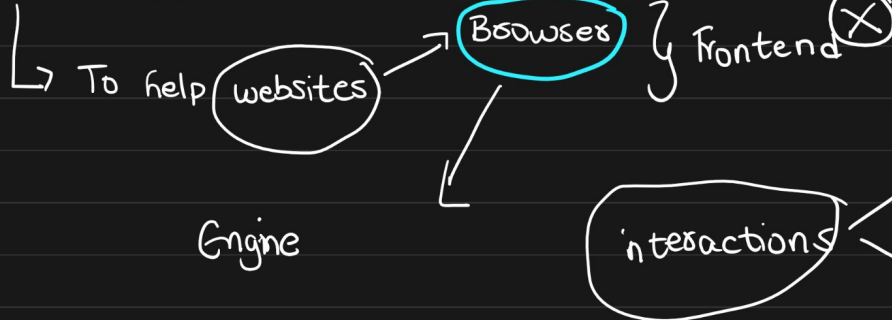 Browser } Frontend X
To help websites
Engine
interactions